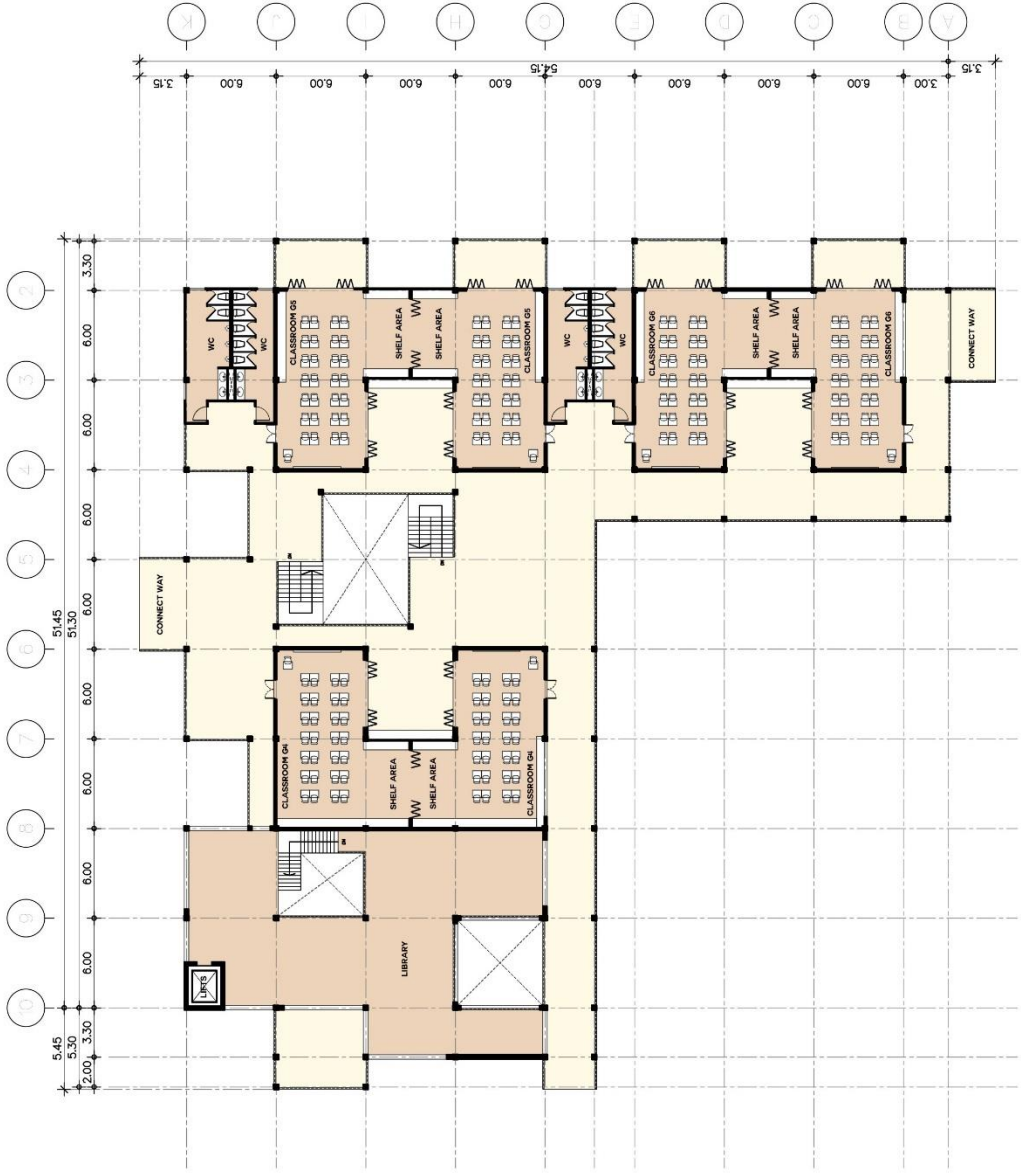 K
J
I
H
G
F
D
C
B
A
54.15
3.15
6.00
6.00
6.00
6.00
6.00
6.00
6.00
6.00
3.00
3.15
2
3
4
5
6
7
8
9
10
51.45
51.30
3.30
6.00
6.00
6.00
6.00
6.00
6.00
6.00
6.00
5.45
5.30
3.30
2.00
WC
WC
CLASSROOM G5
SHELF AREA
SHELF AREA
CLASSROOM G5
WC
WC
CLASSROOM G6
SHELF AREA
SHELF AREA
CLASSROOM G6
CONNECT WAY
CONNECT WAY
CLASSROOM G4
SHELF AREA
SHELF AREA
CLASSROOM G4
LIBRARY
LIFTS